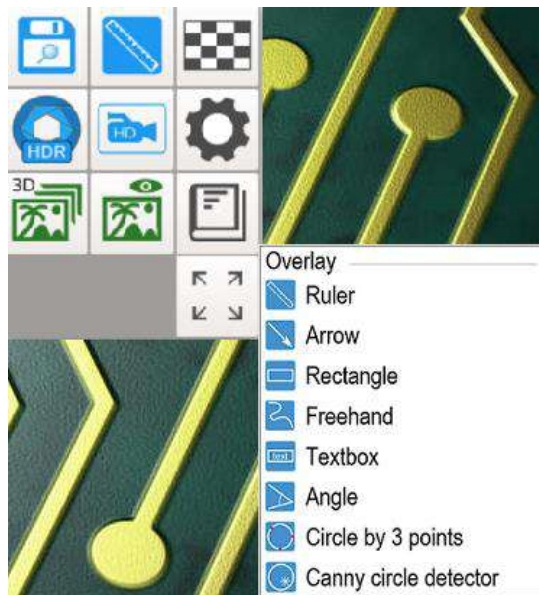 HDR
HD
3D
Overlay
Ruler
Arrow
Rectangle
Freehand
text
Textbox
Angle
Circle by 3 points
Canny circle detector